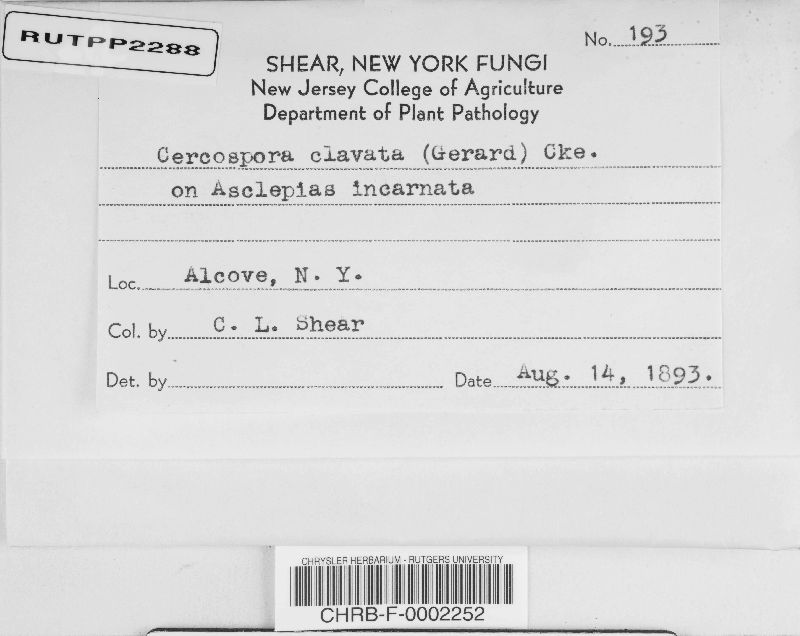 RUTPP2288
No. 193
SHEAR, NEW YORK FUNGI
New Jersey College of Agriculture
Department of Plant Pathology
Cercospora clavata (Gerard) Cke.
on Asclepias incarnata
Loc. Alcove, N. Y.
Col. by C. L. Shear
Det. by Date Aug. 14, 1893.
CHRYSLER HERBARIUM - RUTGERS UNIVERSITY
CHRB-F-0002252